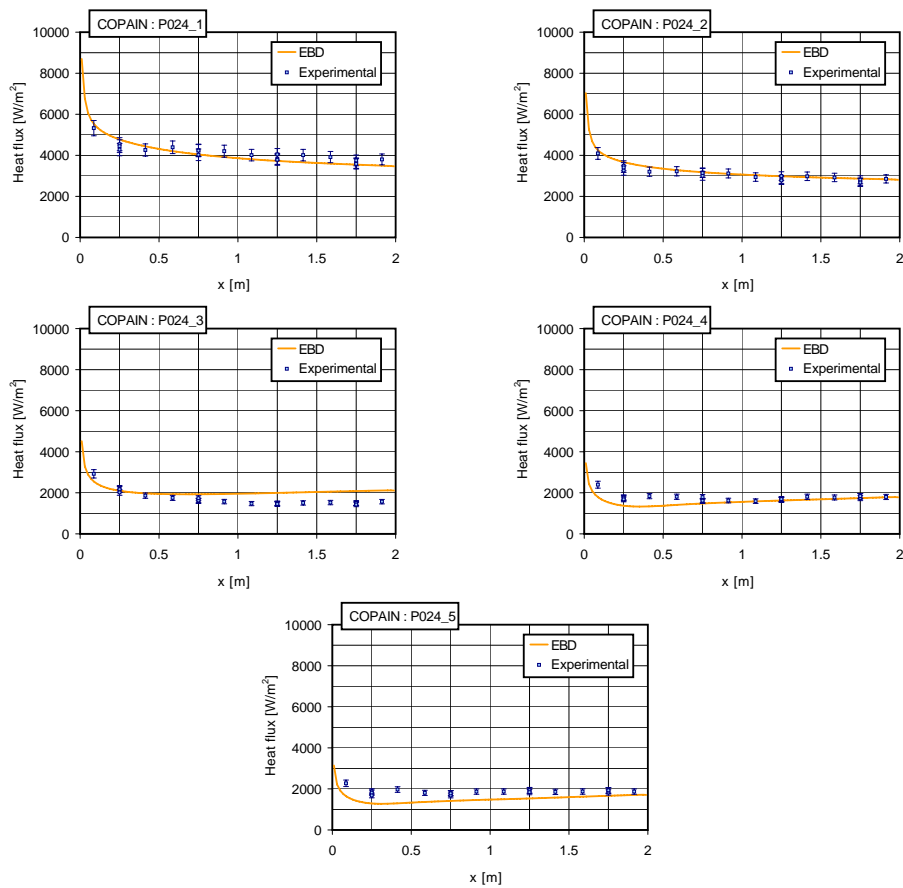 COPAIN : P024_1
10000
8000
6000
4000
2000
0
Heat flux [W/m²]
EBD
Experimental
0 0.5 1 1.5 2
x [m]
COPAIN : P024_2
10000
8000
6000
4000
2000
0
Heat flux [W/m²]
EBD
Experimental
0 0.5 1 1.5 2
x [m]
COPAIN : P024_3
10000
8000
6000
4000
2000
0
Heat flux [W/m²]
EBD
Experimental
0 0.5 1 1.5 2
x [m]
COPAIN : P024_4
10000
8000
6000
4000
2000
0
Heat flux [W/m²]
EBD
Experimental
0 0.5 1 1.5 2
x [m]
COPAIN : P024_5
10000
8000
6000
4000
2000
0
Heat flux [W/m²]
EBD
Experimental
0 0.5 1 1.5 2
x [m]